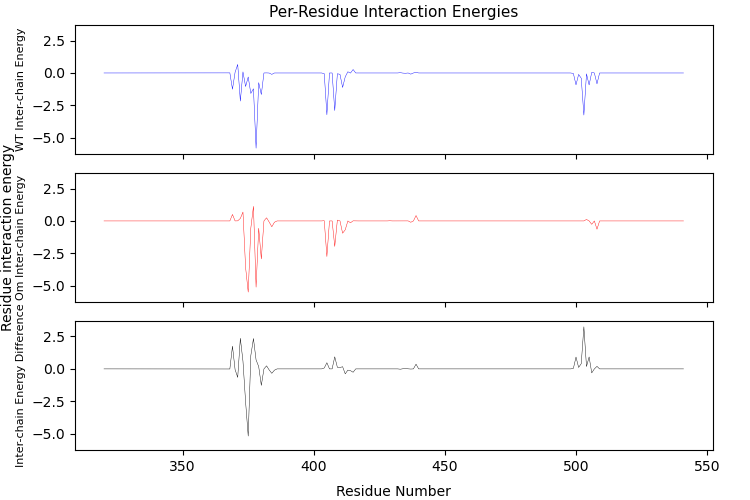 Per-Residue Interaction Energies
WT Inter-chain Energy
2.5
0.0
−2.5
−5.0
Residue interaction energy
Om Inter-chain Energy
2.5
0.0
−2.5
−5.0
Inter-chain Energy Difference
2.5
0.0
−2.5
−5.0
350
400
450
500
550
Residue Number